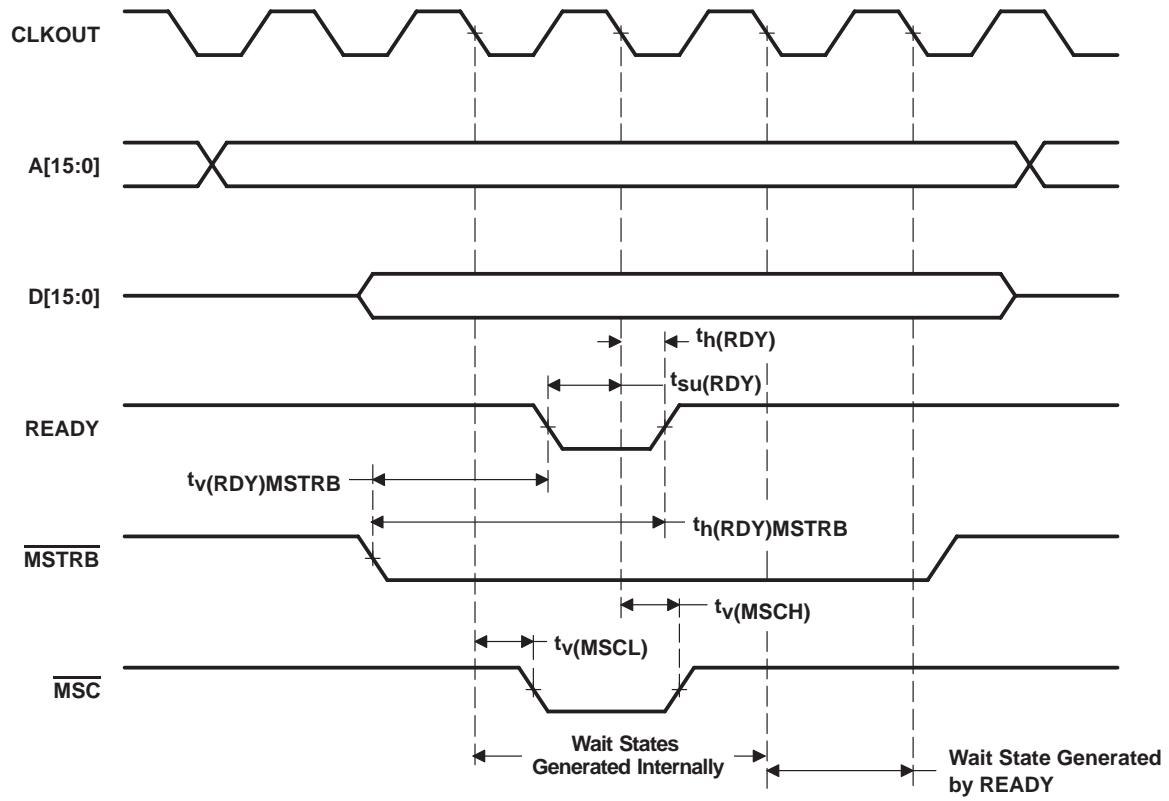 CLKOUT
A[15:0]
D[15:0]
th(RDY)
tsu(RDY)
READY
tv(RDY)MSTRB
th(RDY)MSTRB
MSTRB
tv(MSCH)
tv(MSCL)
MSC
Wait States
Generated Internally
Wait State Generated
by READY